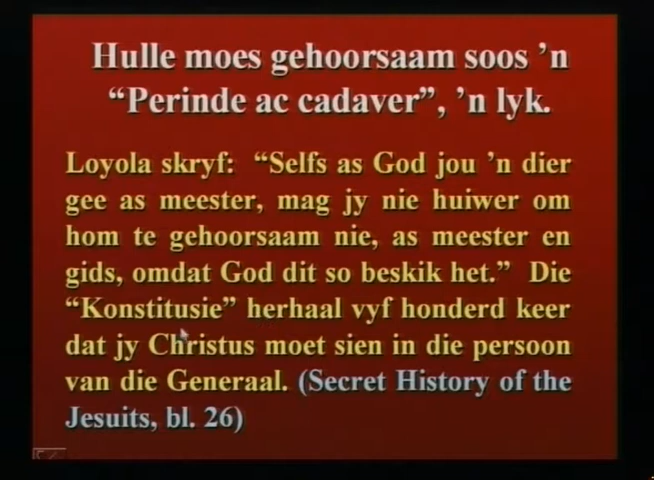 Hulle moes gehoorsaam soos ’n
“Perinde ac cadaver”, ’n lyk.
Loyola skryf: “Selfs as God jou ’n dier
gee as meester, mag jy nie huiwer om
hom te gehoorsaam nie, as meester en
gids, omdat God dit so beskik het.” Die
“Konstitusie” herhaal vyf honderd keer
dat jy Christus moet sien in die persoon
van die Generaal. (Secret History of the
Jesuits, bl. 26)